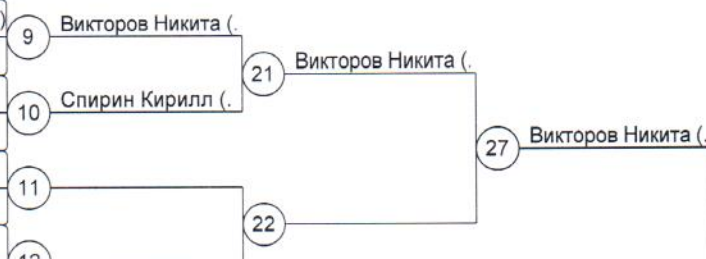 )
9
Викторов Никита (.
21
Викторов Никита (.
10
Спирин Кирилл (.
27
Викторов Никита (.
11
22